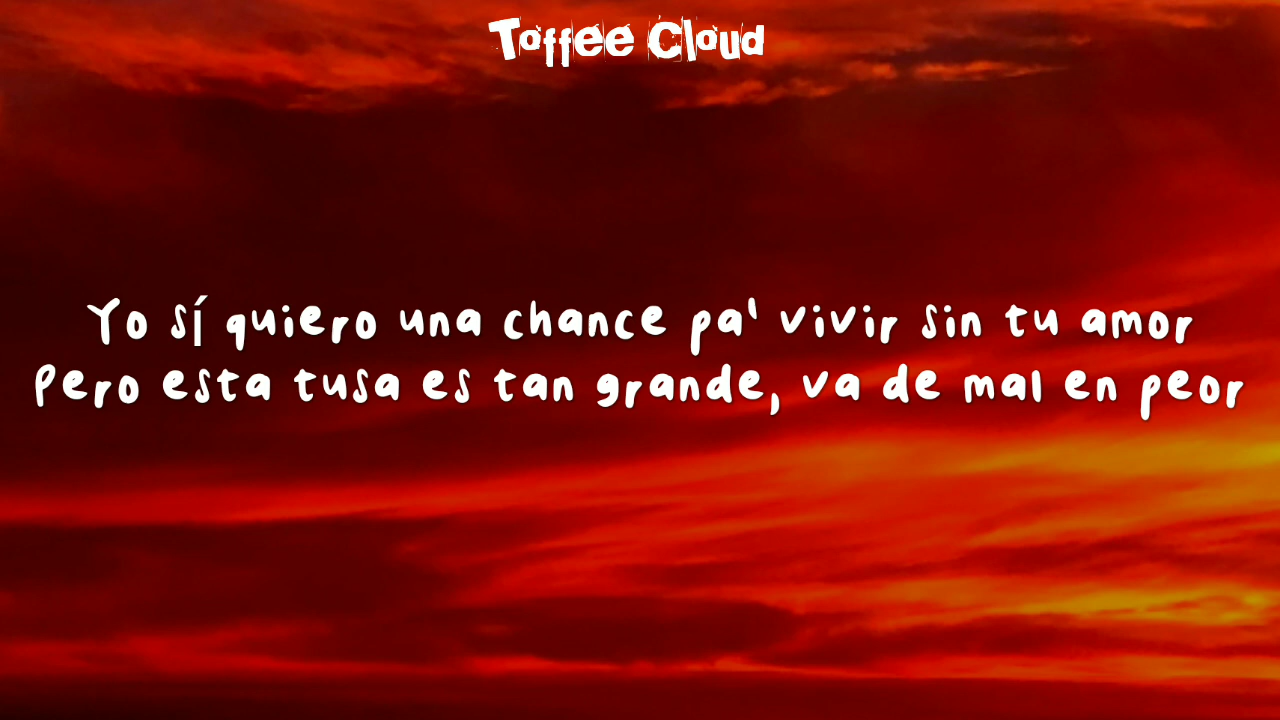 Toffee Cloud
Yo sí quiero una chance pa' vivir sin tu amor
Pero esta tusa es tan grande, va de mal en peor